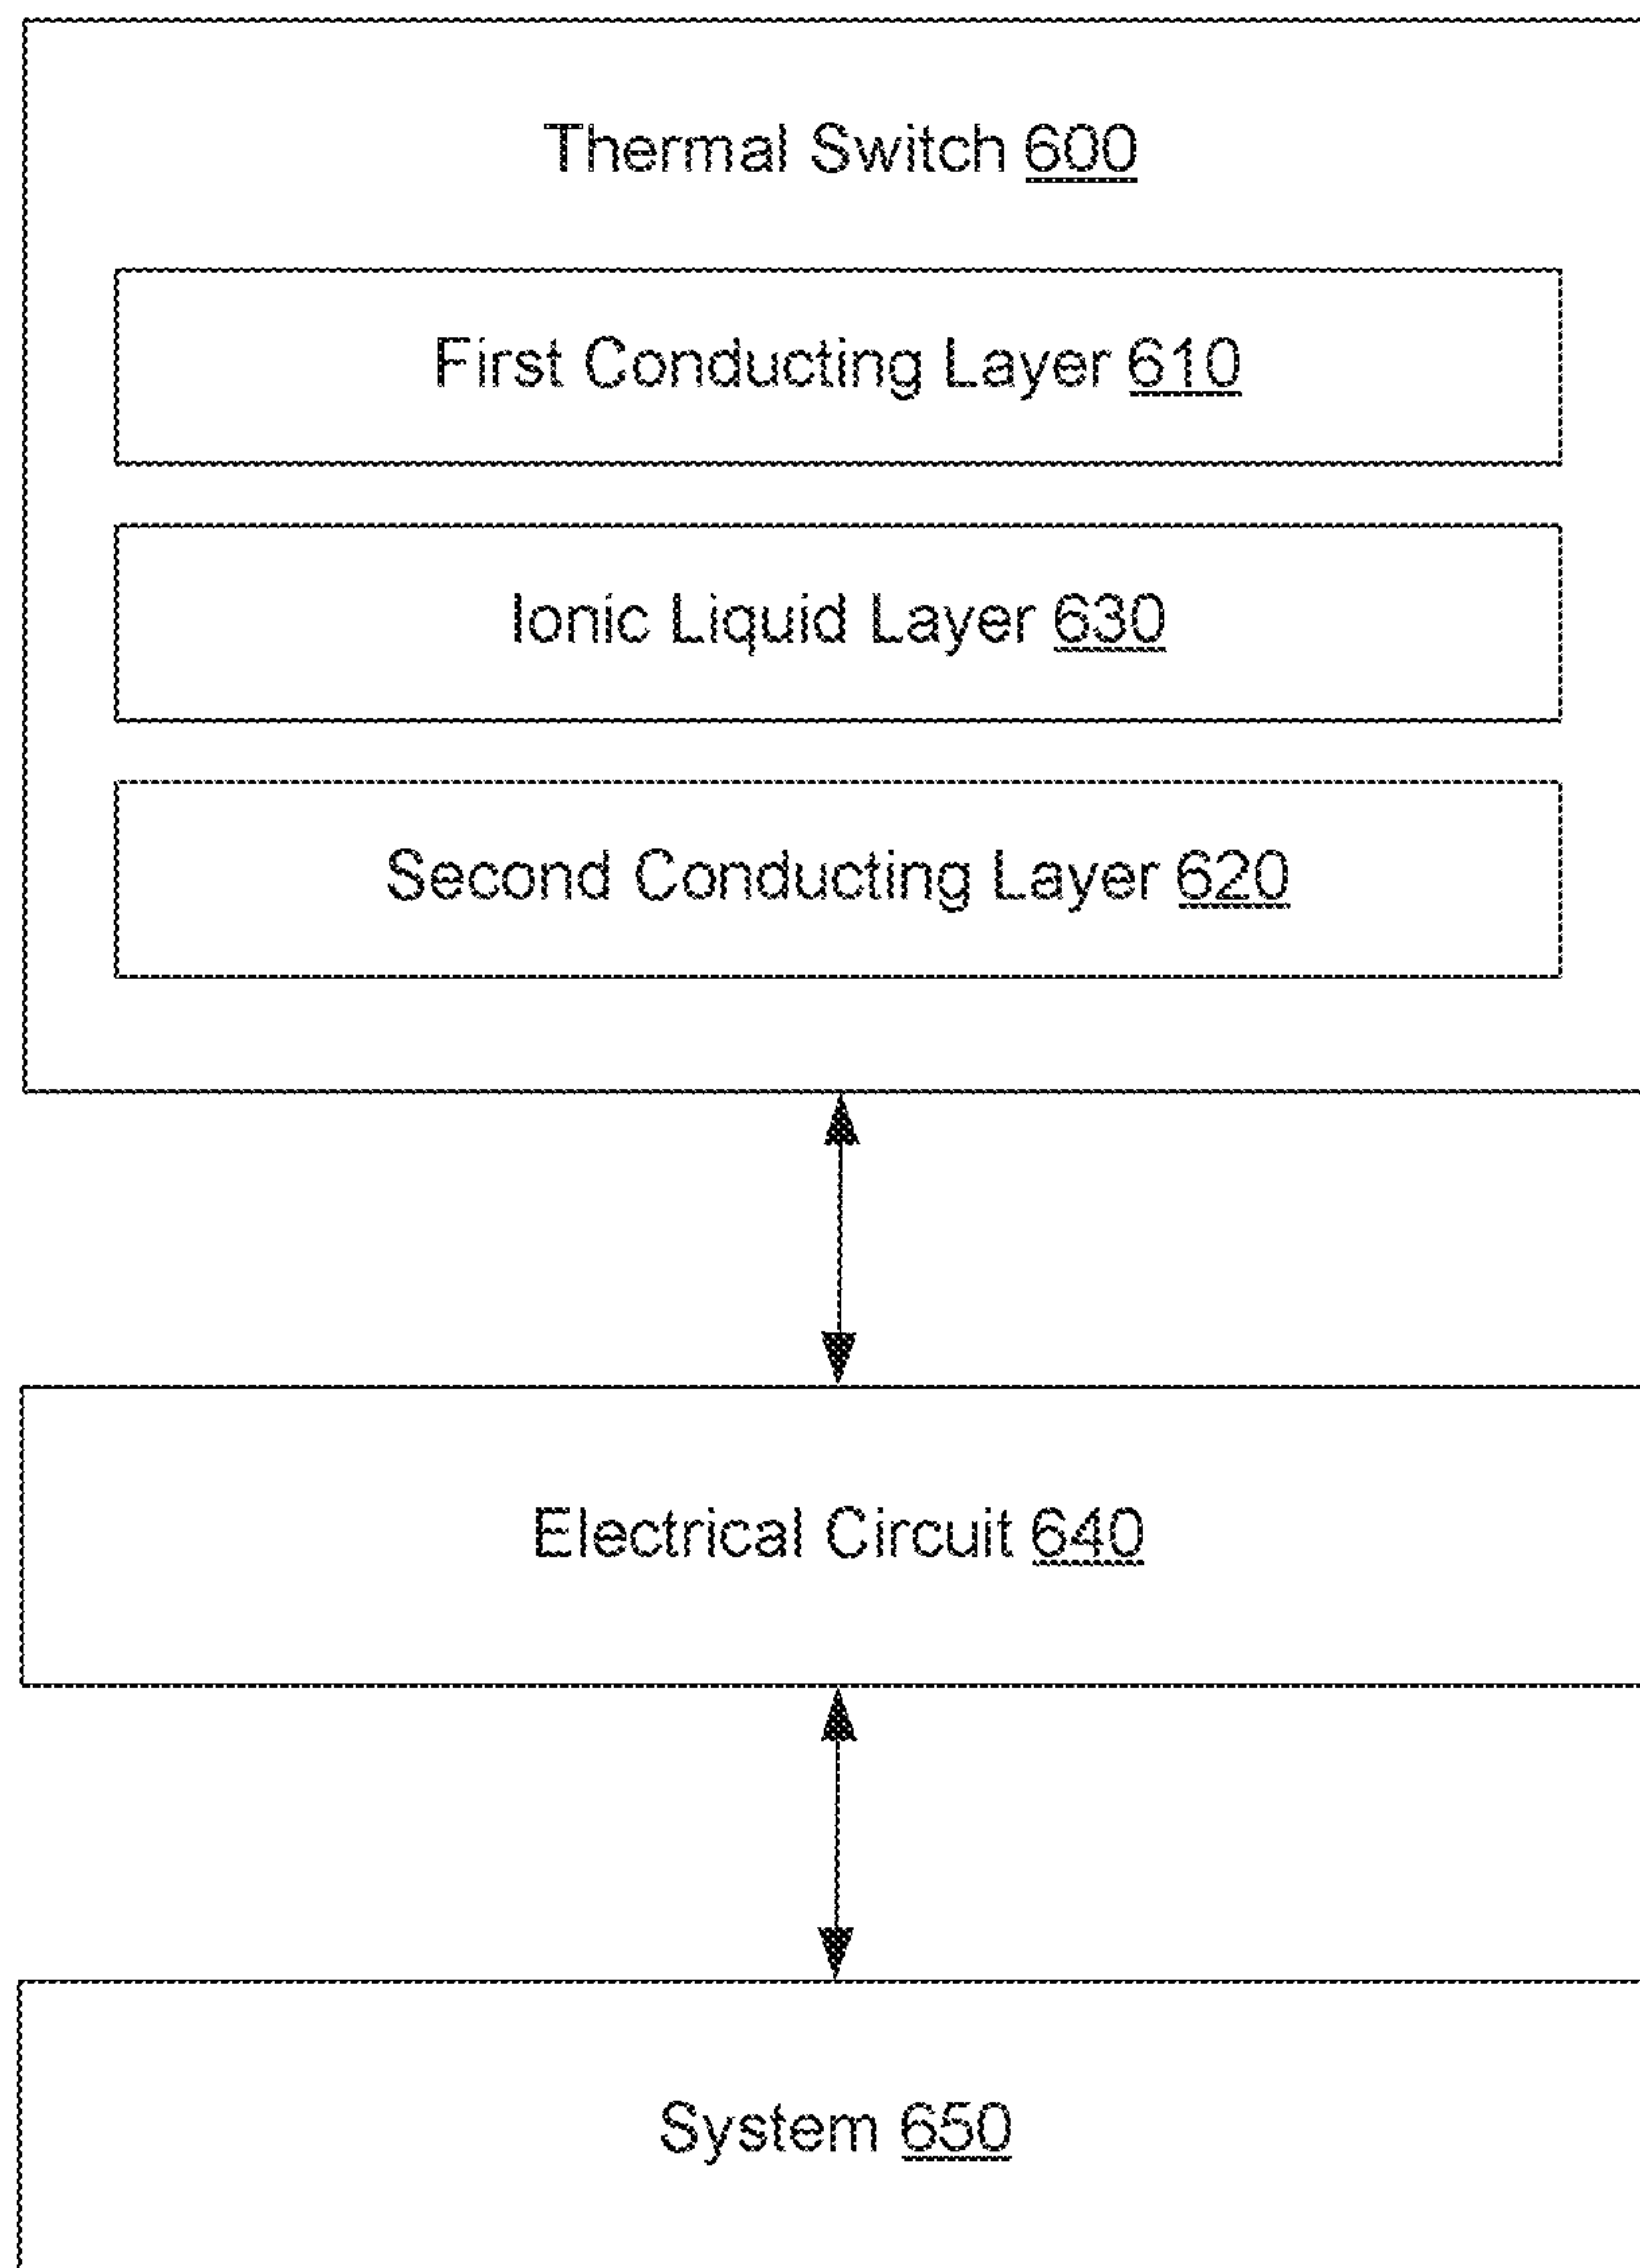 Thermal Switch 600
First Conducting Layer 610
Ionic Liquid Layer 630
Second Conducting Layer 620
Electrical Circuit 640
System 650